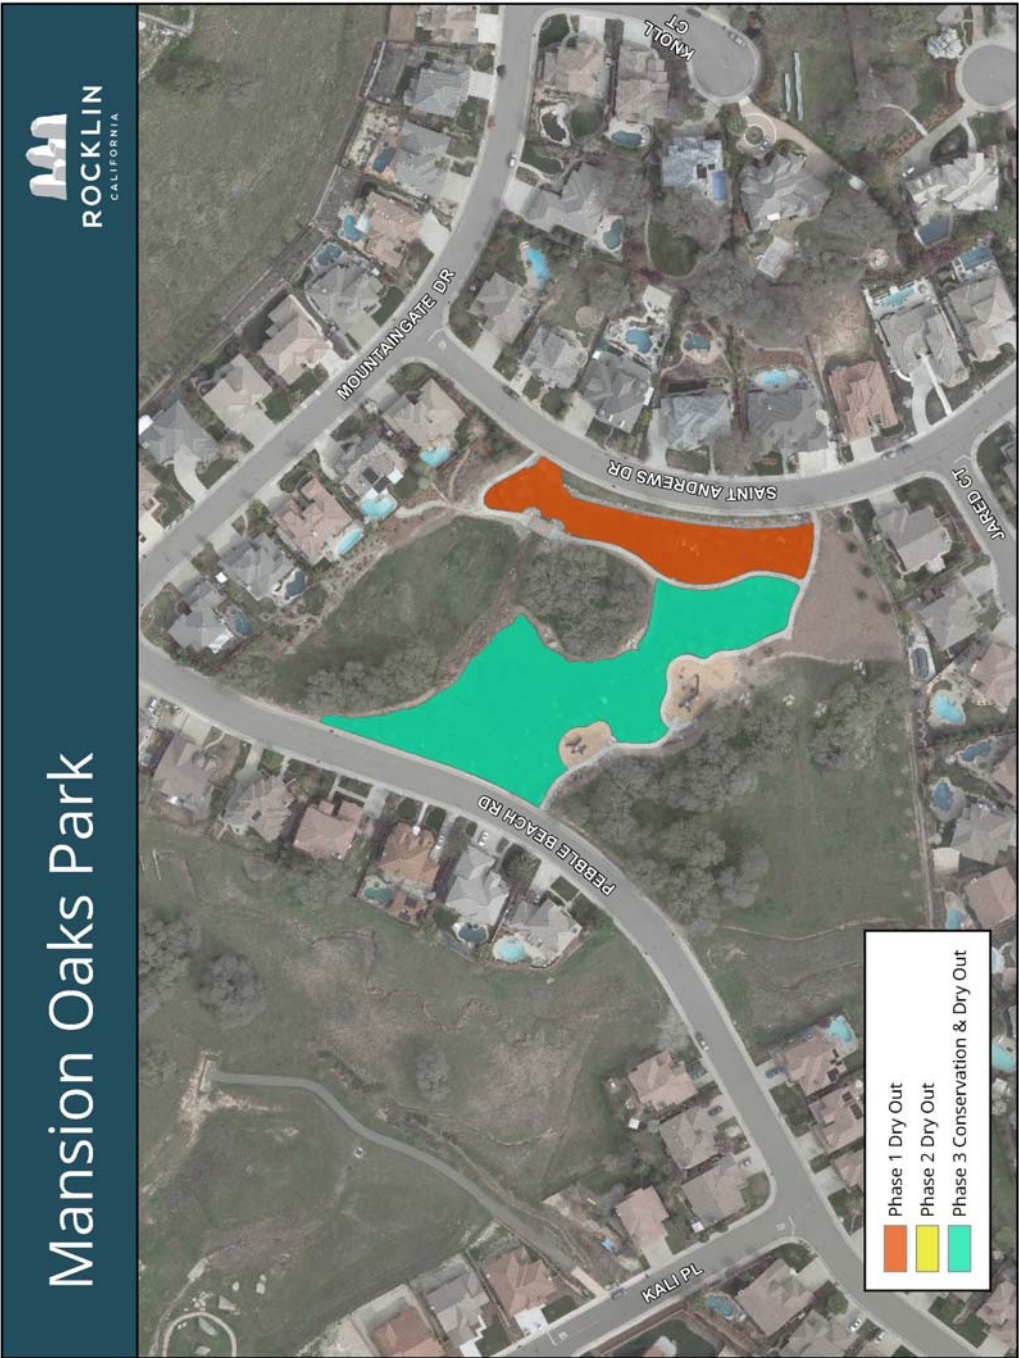 Mansion Oaks Park
ROCKLIN
CALIFORNIA
KNOLL
CT
MOUNTAINGATE DR
SAINT ANDREWS DR
JARED CT
PEBBLE BEACH RD
KALI PL
Phase 1 Dry Out
Phase 2 Dry Out
Phase 3 Conservation & Dry Out